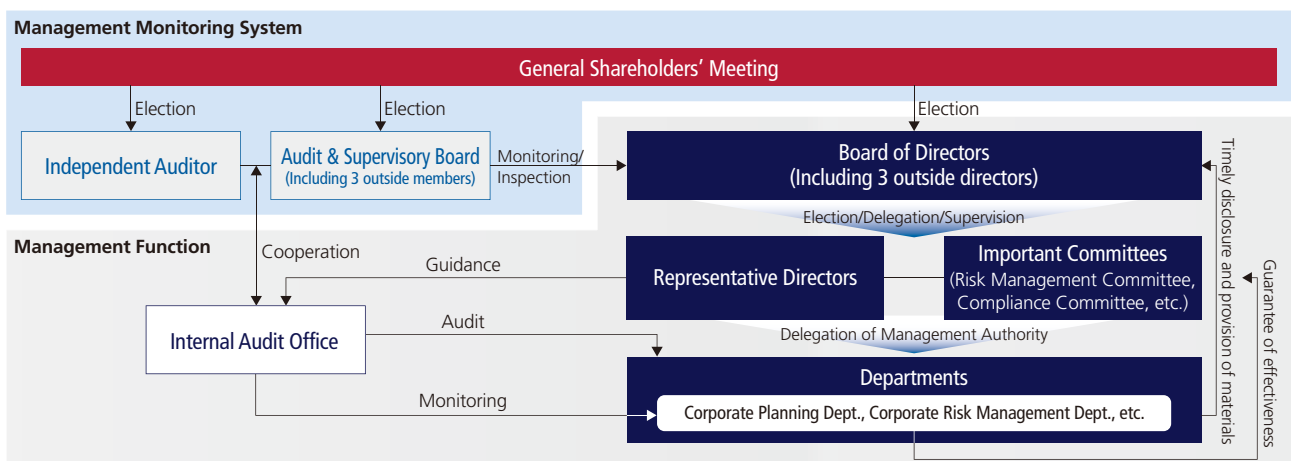 Management Monitoring System
General Shareholders’ Meeting
Election
Election
Election
Independent Auditor
Audit & Supervisory Board
(Including 3 outside members)
Monitoring/
Inspection
Board of Directors
(Including 3 outside directors)
Election/Delegation/Supervision
Management Function
Cooperation
Guidance
Representative Directors
Important Committees
(Risk Management Committee,
Compliance Committee, etc.)
Internal Audit Office
Audit
Delegation of Management Authority
Monitoring
Departments
Corporate Planning Dept., Corporate Risk Management Dept., etc.
Timely disclosure and provision of materials
Guarantee of effectiveness